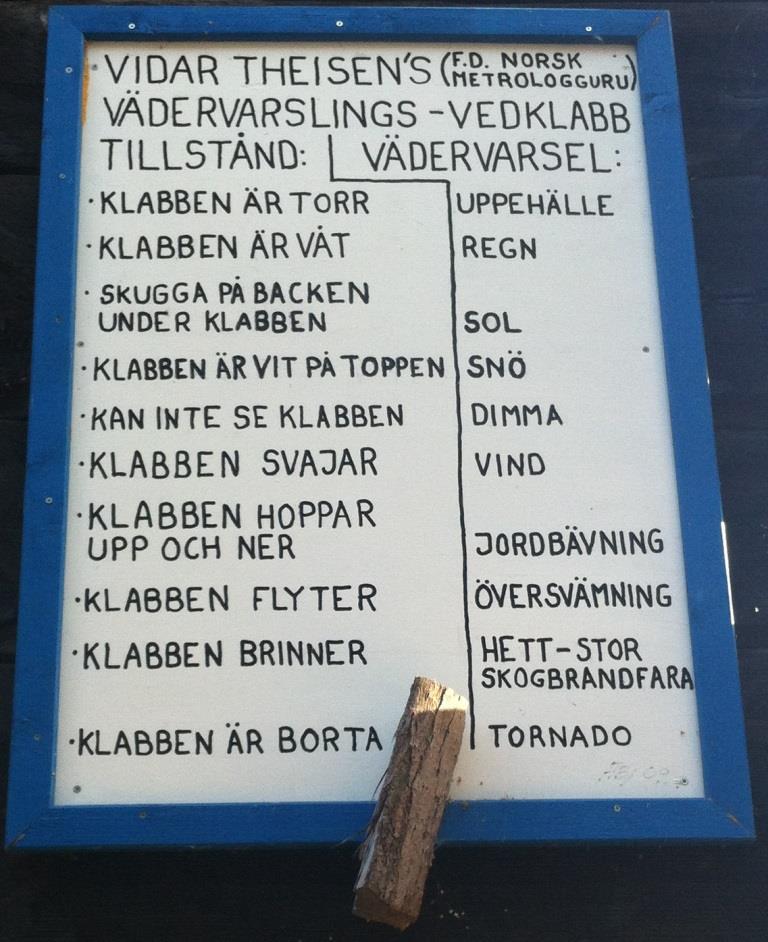 VIDAR THEISEN'S (F.D. NORSK METROLOGGURU)
VÄDERVARSLINGS-VEDKLABB
TILLSTÅND: VÄDERVARSEL:
·KLABBEN ÄR TORR UPPEHÄLLE
·KLABBEN ÄR VÅT REGN
·SKUGGA PÅ BACKEN
UNDER KLABBEN SOL
·KLABBEN ÄR VIT PÅ TOPPEN SNÖ
·KAN INTE SE KLABBEN DIMMA
·KLABBEN SVAJAR VIND
·KLABBEN HOPPAR
UPP OCH NER JORDBÄVNING
·KLABBEN FLYTER ÖVERSVÄMNING
·KLABBEN BRINNER HETT-STOR
SKOGBRANDFARA
·KLABBEN ÄR BORTA TORNADO